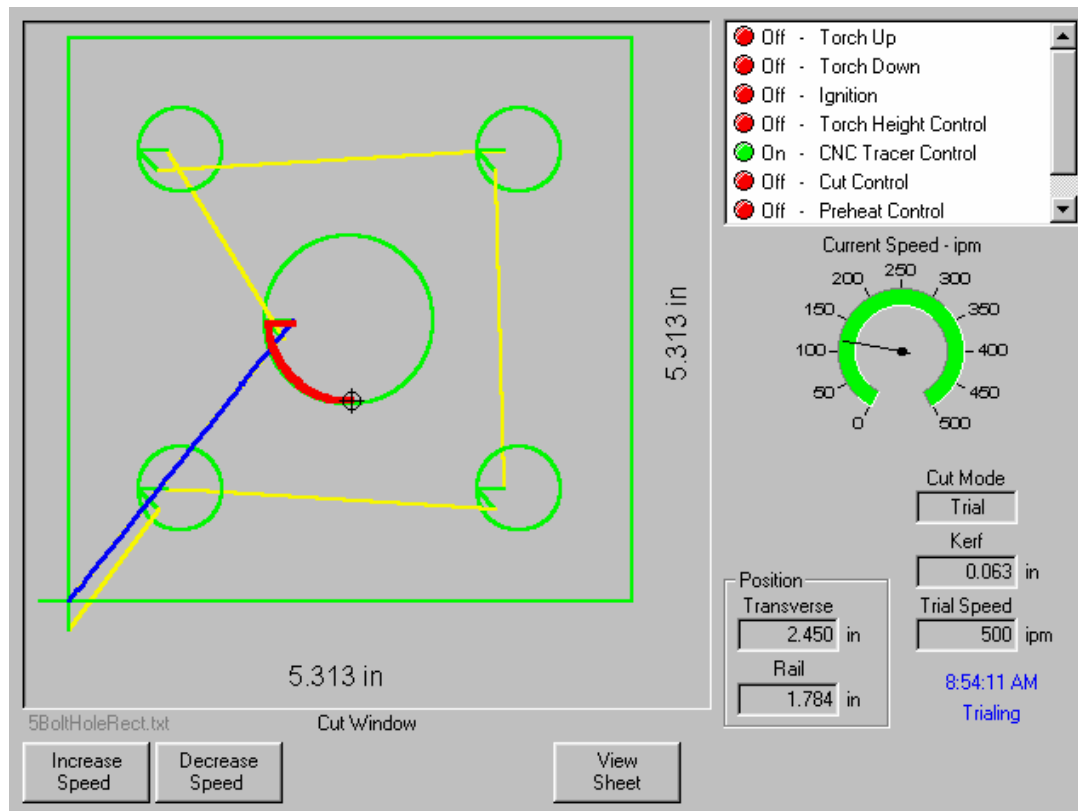 Off - Torch Up
Off - Torch Down
Off - Ignition
Off - Torch Height Control
On - CNC Tracer Control
Off - Cut Control
Off - Preheat Control
Current Speed - ipm
0
50
100
150
200
250
300
350
400
450
500
5.313 in
5.313 in
Cut Mode
Trial
Kerf
0.063 in
Trial Speed
500 ipm
Position
Transverse
2.450 in
Rail
1.784 in
8:54:11 AM
Trialing
5BoltHoleRect.txt
Cut Window
Increase
Speed
Decrease
Speed
View
Sheet